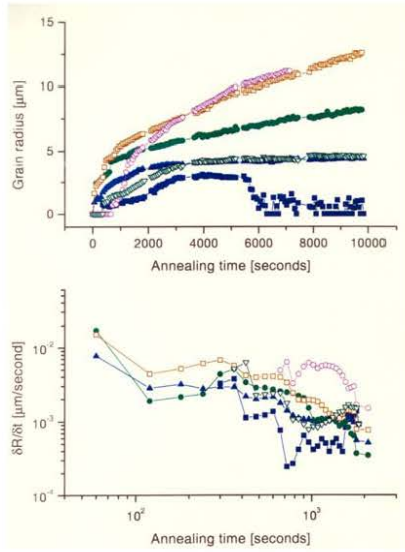 15
10
5
0
Grain radius [μm]
0 2000 4000 6000 8000 10000
Annealing time [seconds]
10⁻²
10⁻³
10⁻⁴
δR/δt [μm/second]
10² 10³
Annealing time [seconds]